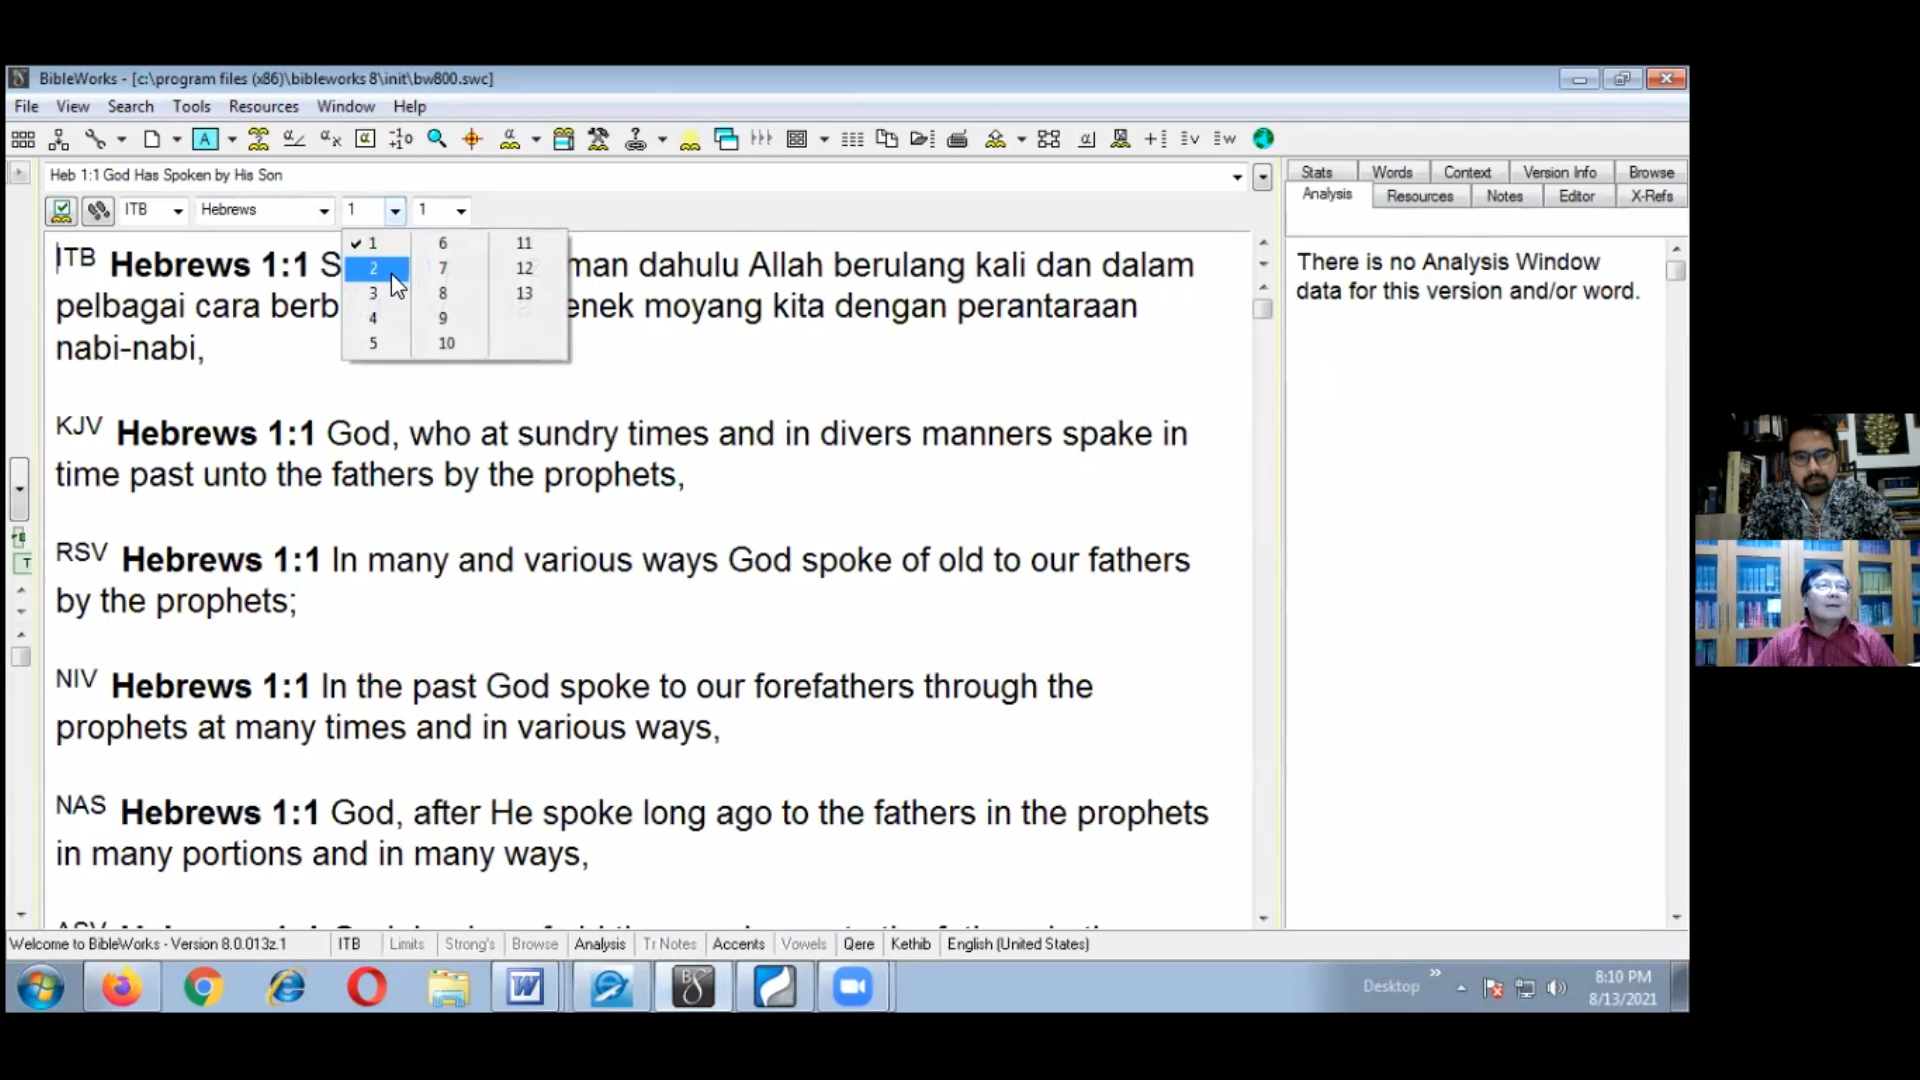 BibleWorks - [c:\program files (x86)\bibleworks 8\init\bw800.swc]
File View Search Tools Resources Window Help
Heb 1:1 God Has Spoken by His Son
ITB Hebrews 1 1
Stats Words Context Version Info Browse
Analysis Resources Notes Editor X-Refs
1 6 11
2 7 12
3 8 13
4 9
5 10
ITB Hebrews 1:1 S man dahulu Allah berulang kali dan dalam
pelbagai cara berb enek moyang kita dengan perantaraan
nabi-nabi,
KJV Hebrews 1:1 God, who at sundry times and in divers manners spake in
time past unto the fathers by the prophets,
RSV Hebrews 1:1 In many and various ways God spoke of old to our fathers
by the prophets;
NIV Hebrews 1:1 In the past God spoke to our forefathers through the
prophets at many times and in various ways,
NAS Hebrews 1:1 God, after He spoke long ago to the fathers in the prophets
in many portions and in many ways,
There is no Analysis Window
data for this version and/or word.
Welcome to BibleWorks - Version 8.0.013z.1 ITB Limits Strong's Browse Analysis Tr Notes Accents Vowels Qere Kethib English (United States)
Desktop
8:10 PM
8/13/2021